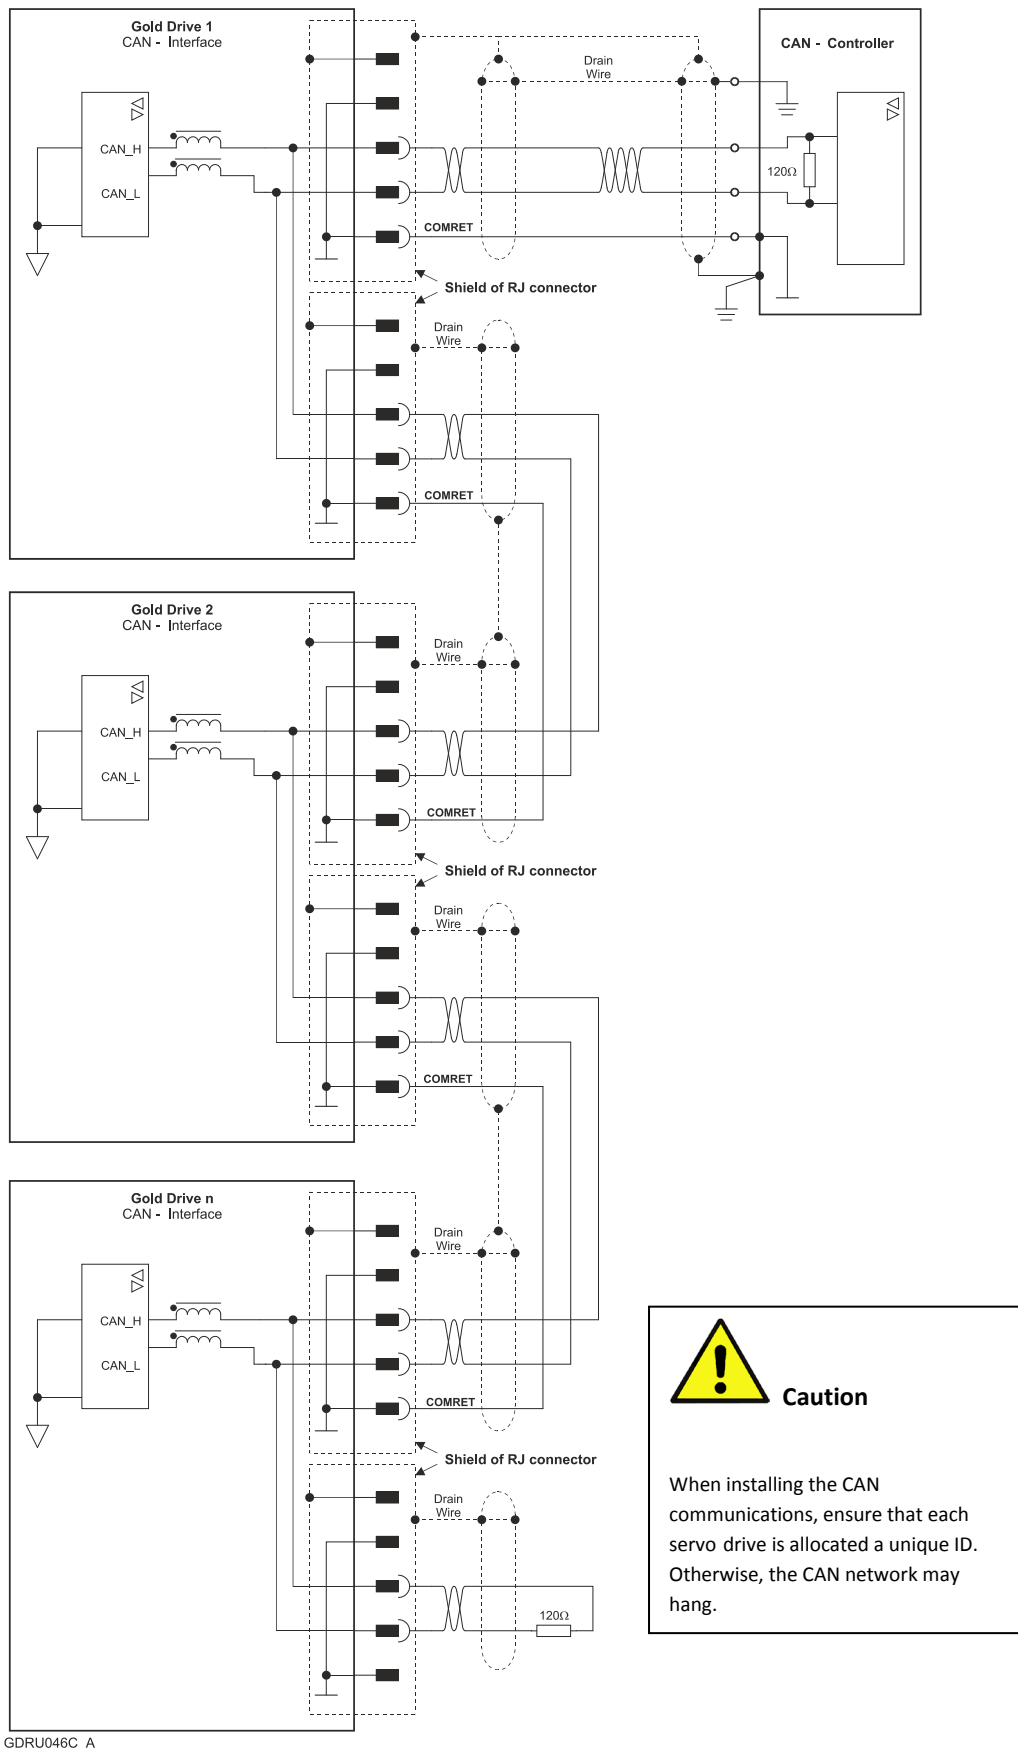 Gold Drive 1
CAN - Interface
CAN_H
CAN_L
Drain
Wire
COMRET
CAN - Controller
120Ω
Shield of RJ connector
Drain
Wire
COMRET
Gold Drive 2
CAN - Interface
CAN_H
CAN_L
Drain
Wire
COMRET
Shield of RJ connector
Drain
Wire
COMRET
Gold Drive n
CAN - Interface
CAN_H
CAN_L
Drain
Wire
COMRET
Shield of RJ connector
Drain
Wire
120Ω
Caution
When installing the CAN
communications, ensure that each
servo drive is allocated a unique ID.
Otherwise, the CAN network may
hang.
GDRU046C_A